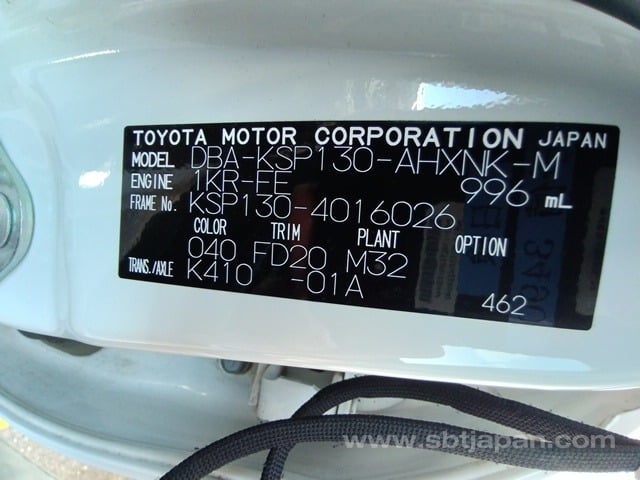 TOYOTA MOTOR CORPORATION JAPAN
MODEL DBA-KSP130-AHXNK-M
ENGINE 1KR-FE 996 mL
FRAME No. KSP130-4016026
COLOR TRIM PLANT OPTION
040 FD20 M32
TRANS./AXLE K410 -01A
462
www.sbtjapan.com